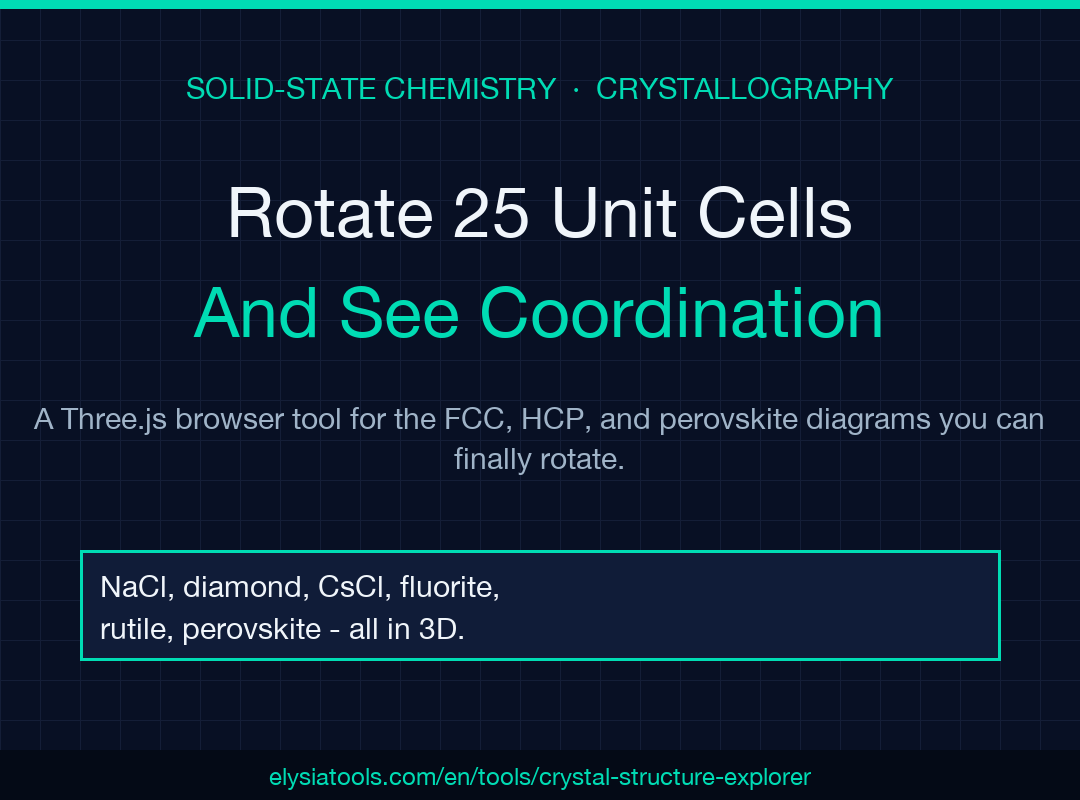 SOLID-STATE CHEMISTRY · CRYSTALLOGRAPHY
Rotate 25 Unit Cells
And See Coordination
A Three.js browser tool for the FCC, HCP, and perovskite diagrams you can
finally rotate.
NaCl, diamond, CsCl, fluorite,
rutile, perovskite - all in 3D.
elysiatools.com/en/tools/crystal-structure-explorer